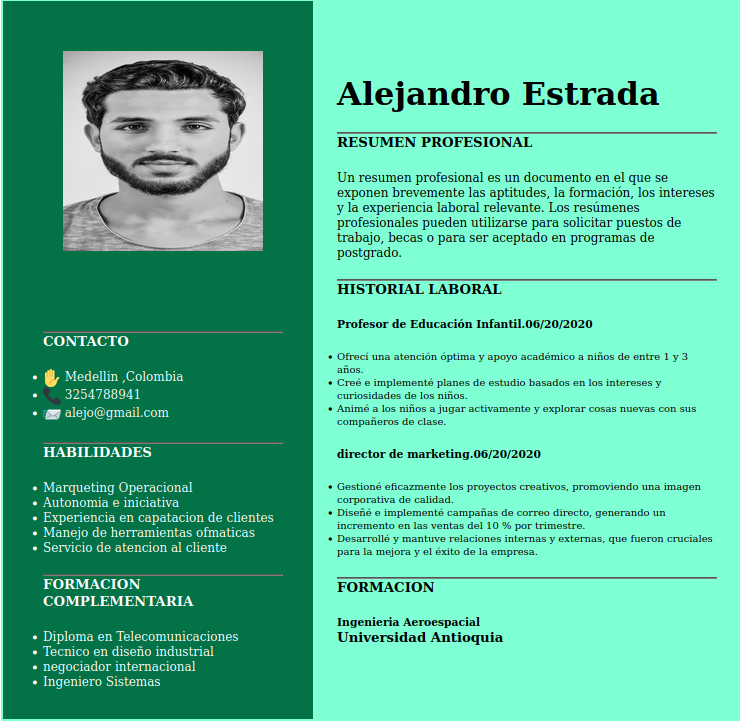 CONTACTO
Medellin ,Colombia
3254788941
alejo@gmail.com
HABILIDADES
Marqueting Operacional
Autonomia e iniciativa
Experiencia en capatacion de clientes
Manejo de herramientas ofmaticas
Servicio de atencion al cliente
FORMACION
COMPLEMENTARIA
Diploma en Telecomunicaciones
Tecnico en diseño industrial
negociador internacional
Ingeniero Sistemas
Alejandro Estrada
RESUMEN PROFESIONAL
Un resumen profesional es un documento en el que se
exponen brevemente las aptitudes, la formación, los intereses
y la experiencia laboral relevante. Los resúmenes
profesionales pueden utilizarse para solicitar puestos de
trabajo, becas o para ser aceptado en programas de
postgrado.
HISTORIAL LABORAL
Profesor de Educación Infantil.06/20/2020
Ofrecí una atención óptima y apoyo académico a niños de entre 1 y 3
años.
Creé e implementé planes de estudio basados en los intereses y
curiosidades de los niños.
Animé a los niños a jugar activamente y explorar cosas nuevas con sus
compañeros de clase.
director de marketing.06/20/2020
Gestioné eficazmente los proyectos creativos, promoviendo una imagen
corporativa de calidad.
Diseñé e implementé campañas de correo directo, generando un
incremento en las ventas del 10 % por trimestre.
Desarrollé y mantuve relaciones internas y externas, que fueron cruciales
para la mejora y el éxito de la empresa.
FORMACION
Ingenieria Aeroespacial
Universidad Antioquia